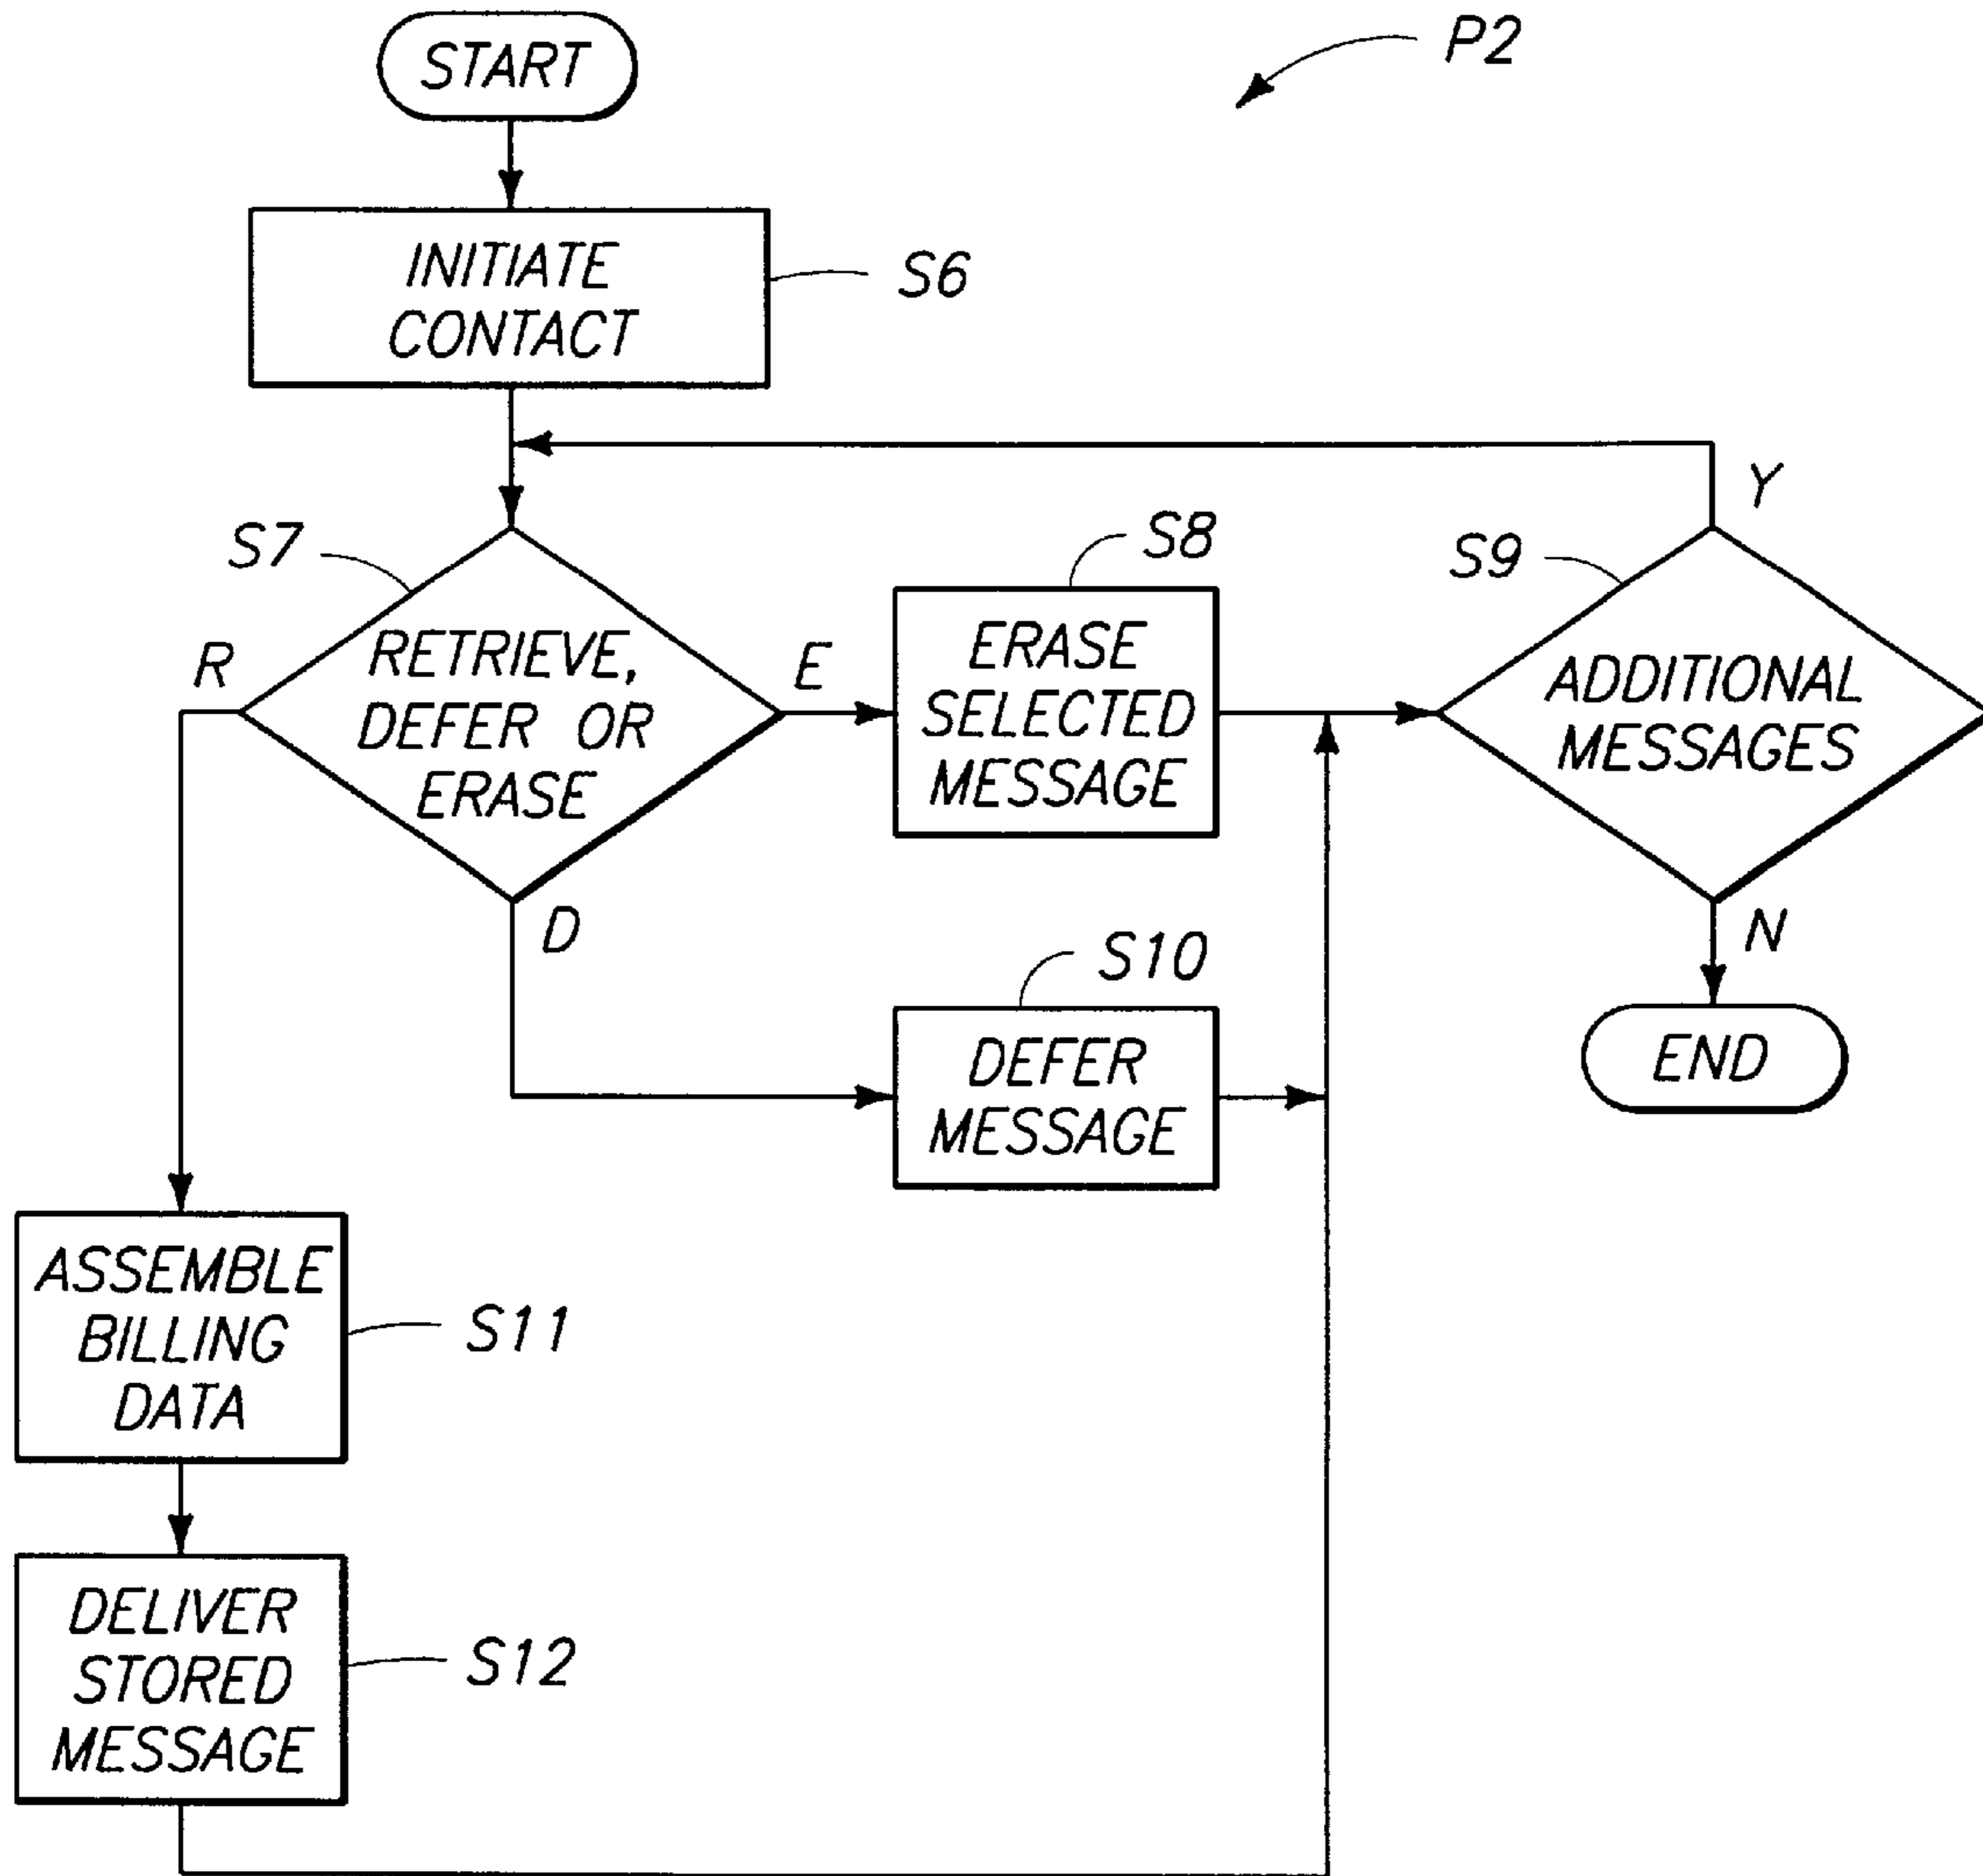 START
P2
INITIATE
CONTACT
S6
Y
S7
S8
S9
R
RETRIEVE,
DEFER OR
ERASE
E
ERASE
SELECTED
MESSAGE
ADDITIONAL
MESSAGES
D
N
S10
DEFER
MESSAGE
END
ASSEMBLE
BILLING
DATA
S11
DELIVER
STORED
MESSAGE
S12